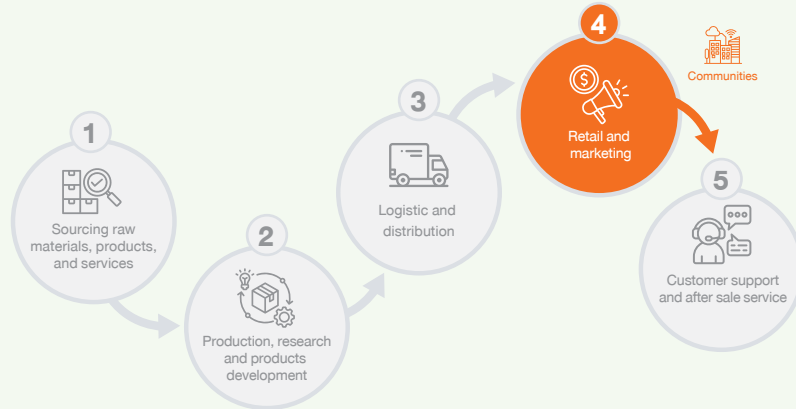 1
Sourcing raw
materials, products,
and services
2
Production, research
and products
development
3
Logistic and
distribution
4
$
Retail and
marketing
Communities
5
Customer support
and after sale service